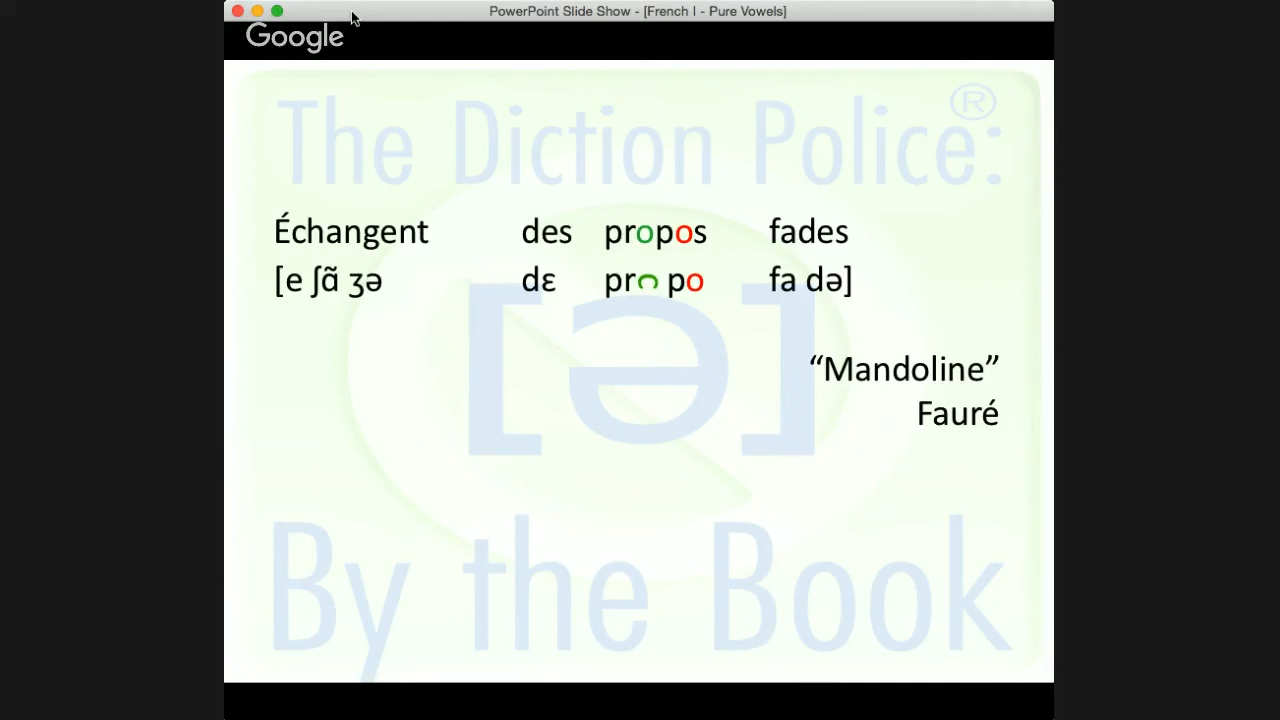 PowerPoint Slide Show - [French I - Pure Vowels]
Google
The Diction Police:®
Échangent des propos fades
[e ʃɑ̃ ʒə dɛ prɔ po fa də]
“Mandoline”
Fauré
[ə]
By the Book